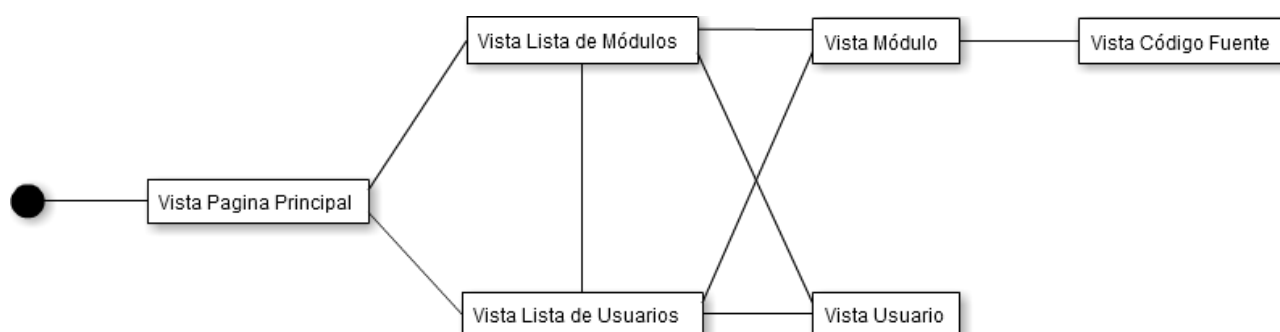 Vista Lista de Módulos
Vista Módulo
Vista Código Fuente
Vista Pagina Principal
Vista Lista de Usuarios
Vista Usuario